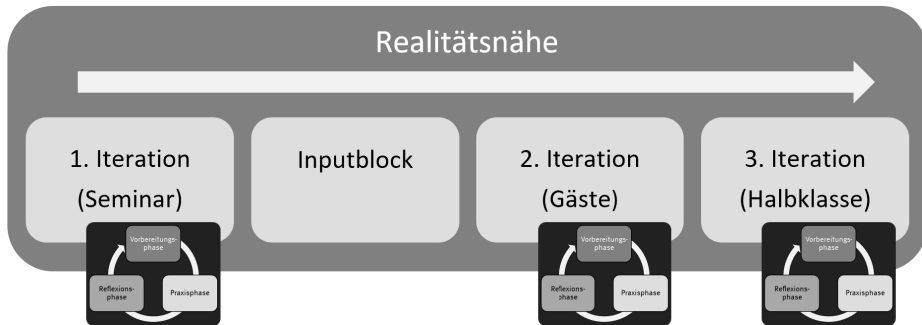 Realitätsnähe
1. Iteration
(Seminar)
Inputblock
2. Iteration
(Gäste)
3. Iteration
(Halbklasse)
Vorbereitungs-
phase
Reflexions-
phase
Praxisphase
Vorbereitungs-
phase
Reflexions-
phase
Praxisphase
Vorbereitungs-
phase
Reflexions-
phase
Praxisphase